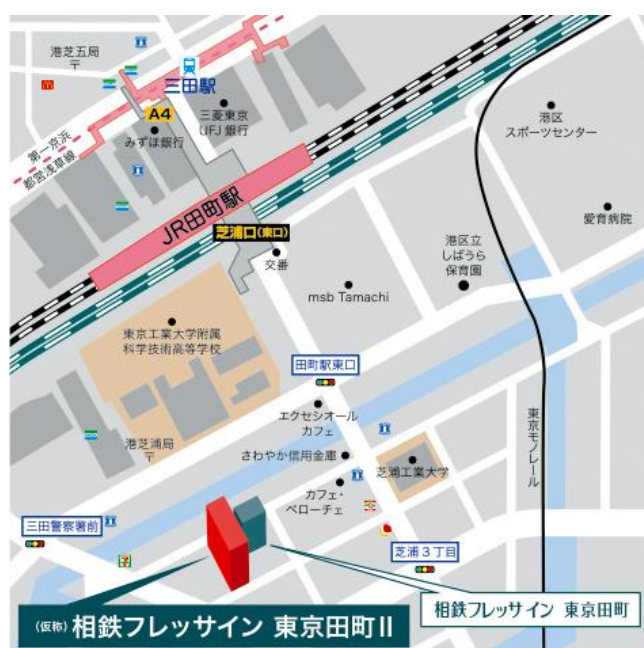 港芝五局
〒
三田駅
A4
みずほ銀行
三菱東京
UFJ 銀行
第一京浜
都営浅草線
JR田町駅
芝浦口(東口)
交番
港区
スポーツセンター
愛育病院
港区立
しばうら
保育園
msb Tamachi
東京工業大学附属
科学技術高等学校
田町駅東口
エクセシオール
カフェ
港芝浦局
〒
さわやか信用金庫
芝浦工業大学
カフェ・
ベローチェ
東京モノレール
三田警察署前
芝浦3丁目
(仮称) 相鉄フレッサイン 東京田町II
相鉄フレッサイン 東京田町